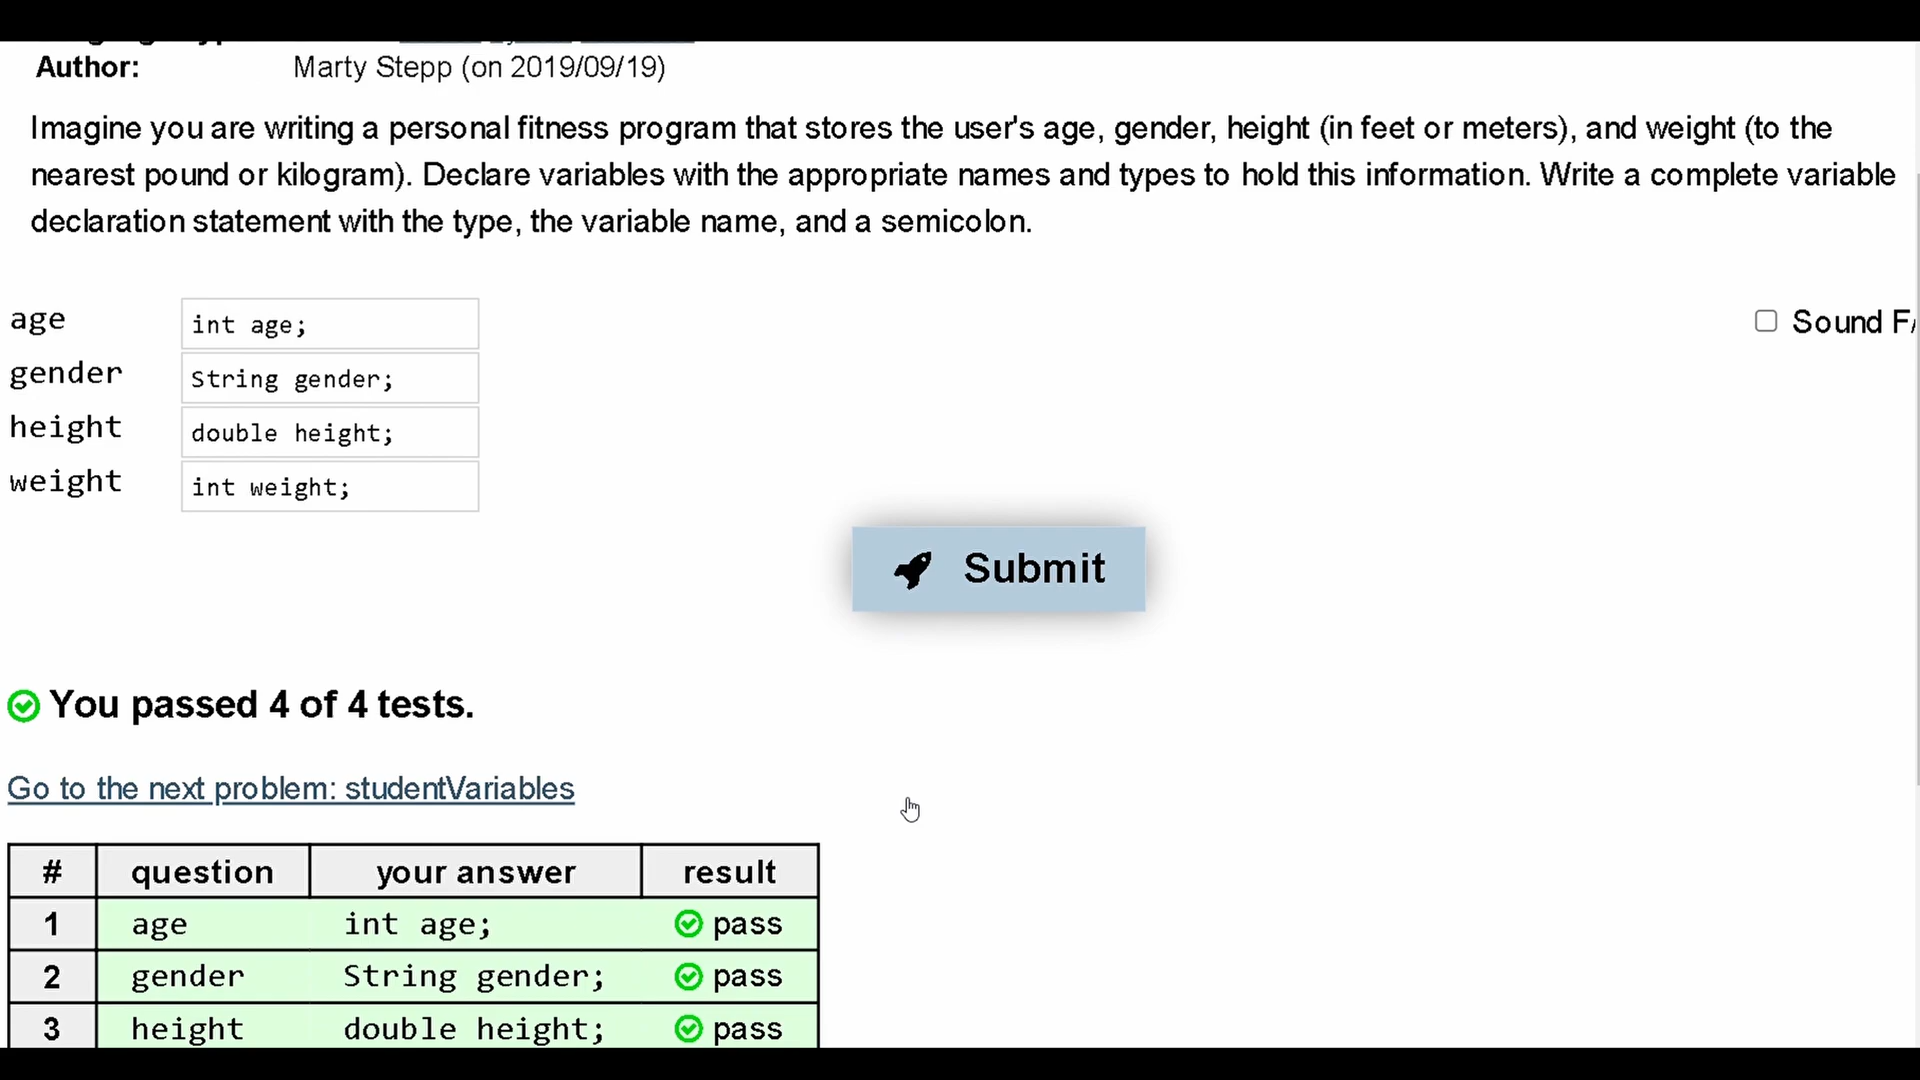 Author: Marty Stepp (on 2019/09/19)
Imagine you are writing a personal fitness program that stores the user's age, gender, height (in feet or meters), and weight (to the
nearest pound or kilogram). Declare variables with the appropriate names and types to hold this information. Write a complete variable
declaration statement with the type, the variable name, and a semicolon.
age int age;
Sound F
gender String gender;
height double height;
weight int weight;
Submit
You passed 4 of 4 tests.
Go to the next problem: studentVariables
# question your answer result
1 age int age; pass
2 gender String gender; pass
3 height double height; pass